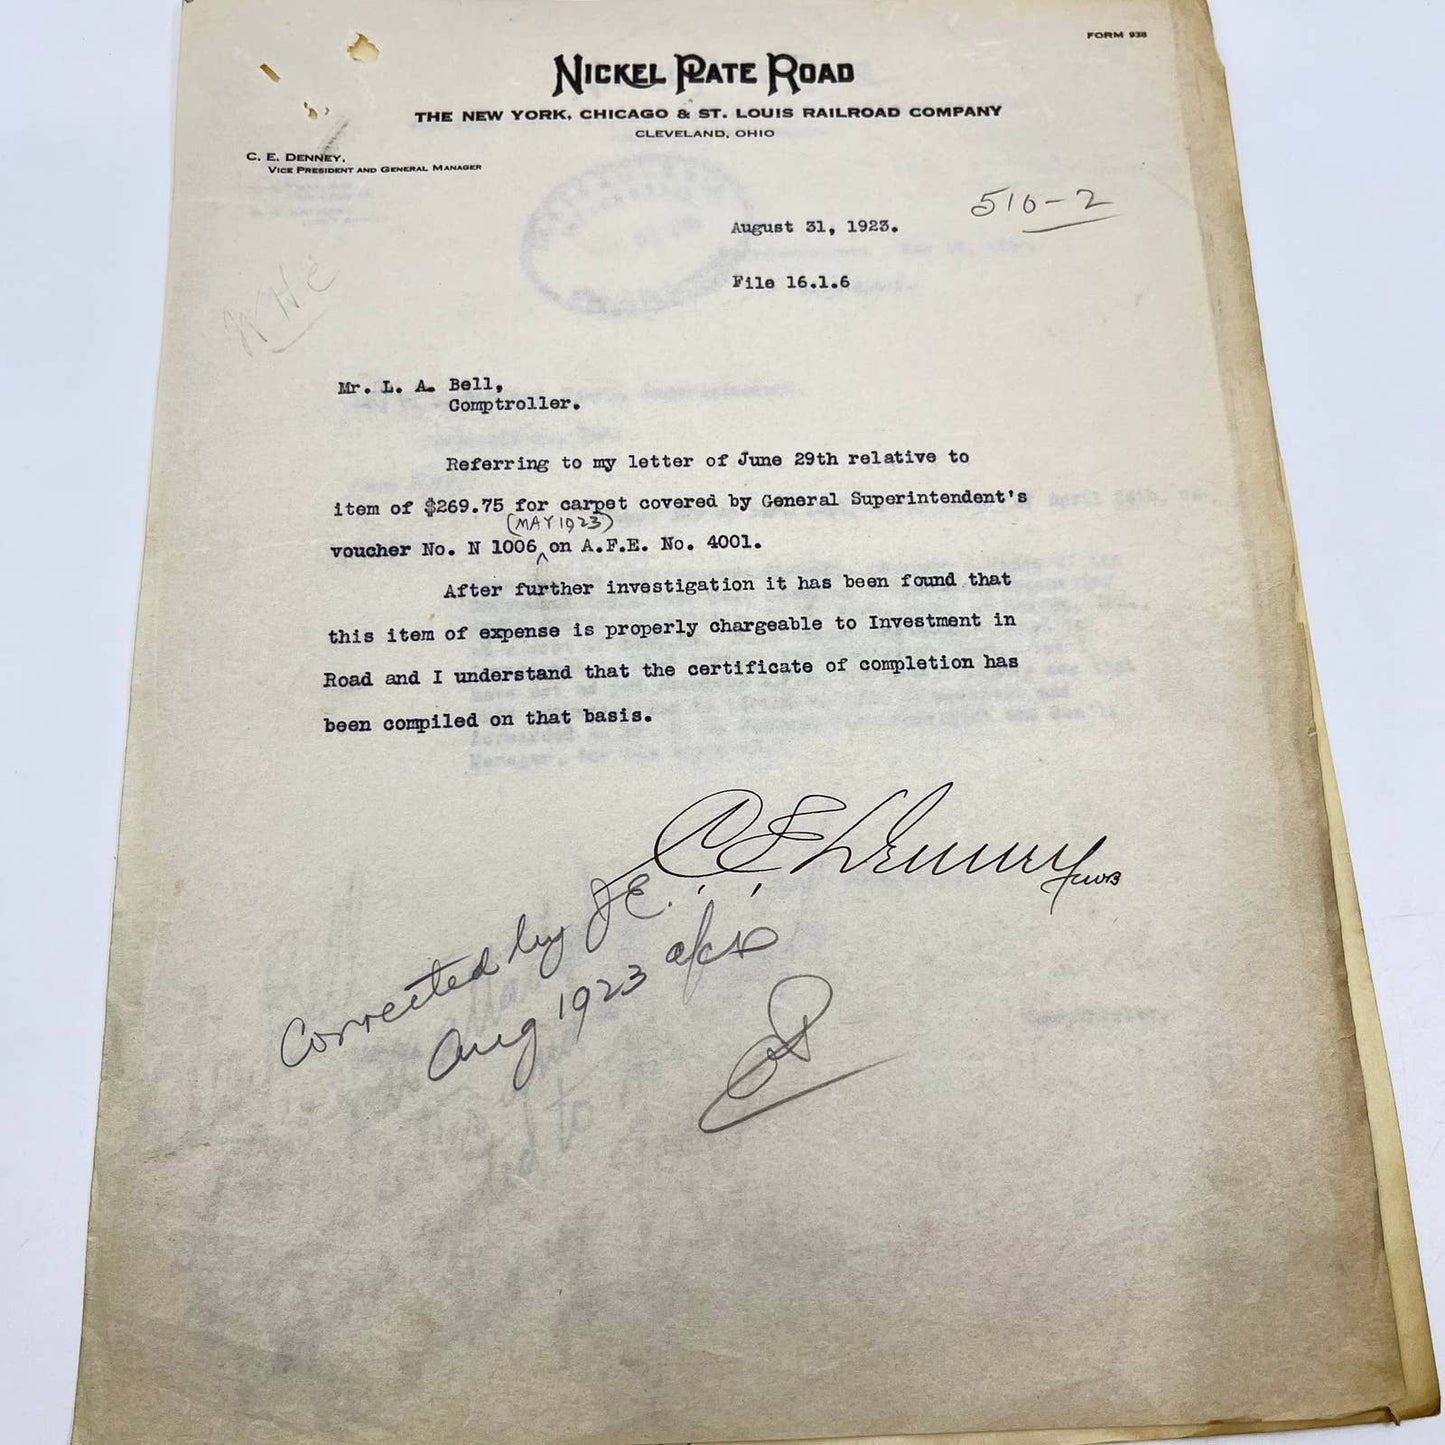 FORM 938
NICKEL PLATE ROAD
THE NEW YORK, CHICAGO & ST. LOUIS RAILROAD COMPANY
CLEVELAND, OHIO
C. E. DENNEY,
VICE PRESIDENT AND GENERAL MANAGER
510-2
August 31, 1923.
File 16.1.6
Mr. L. A. Bell,
Comptroller.
Referring to my letter of June 29th relative to
item of $269.75 for carpet covered by General Superintendent's
(MAY 1923)
voucher No. N 1006 on A.F.E. No. 4001.
After further investigation it has been found that
this item of expense is properly chargeable to Investment in
Road and I understand that the certificate of completion has
been compiled on that basis.
C. E. Denney
Corrected by J.E.
Aug 1923 a/cs